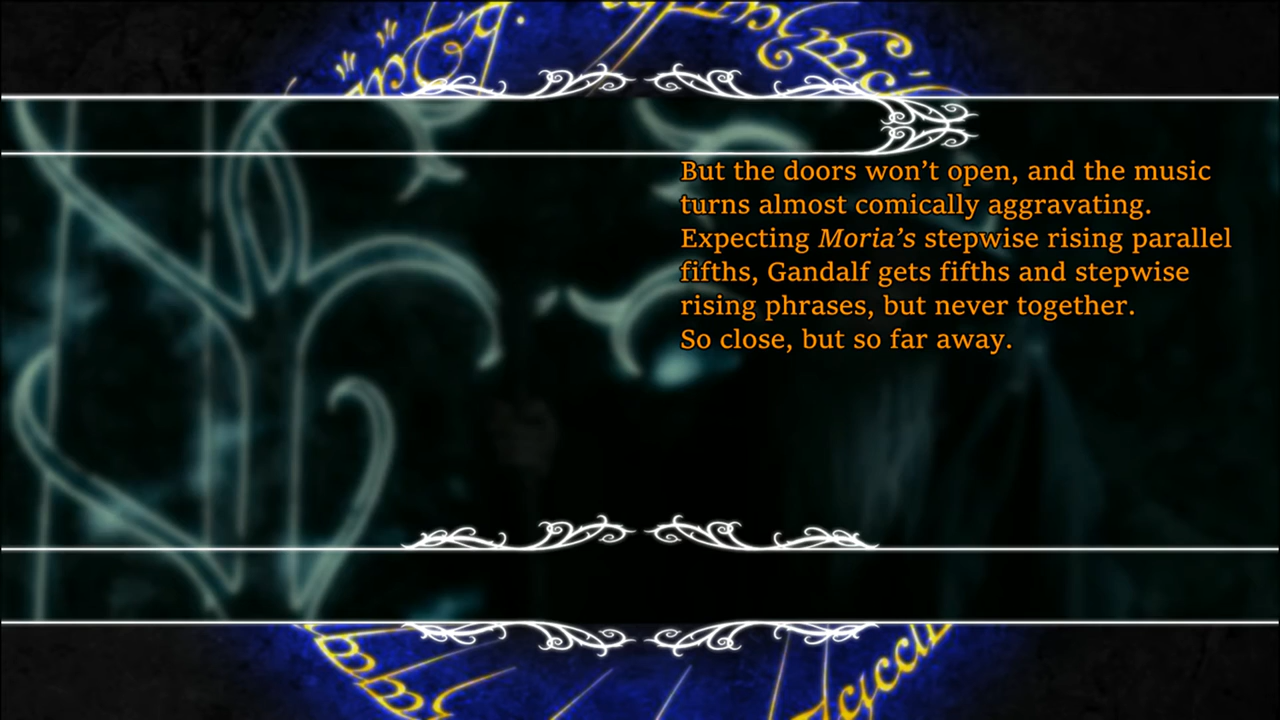 But the doors won’t open, and the music
turns almost comically aggravating.
Expecting Moria’s stepwise rising parallel
fifths, Gandalf gets fifths and stepwise
rising phrases, but never together.
So close, but so far away.